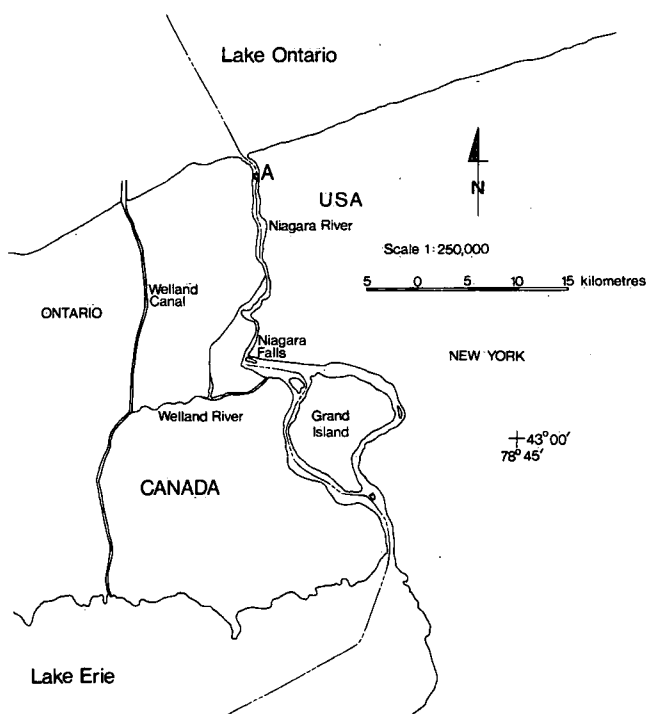 Lake Ontario
A
USA
N
Niagara River
Scale 1:250,000
5 0 5 10 15 kilometres
Welland
Canal
ONTARIO
Niagara
Falls
NEW YORK
Welland River
Grand
Island
43°00′
78°45′
CANADA
Lake Erie